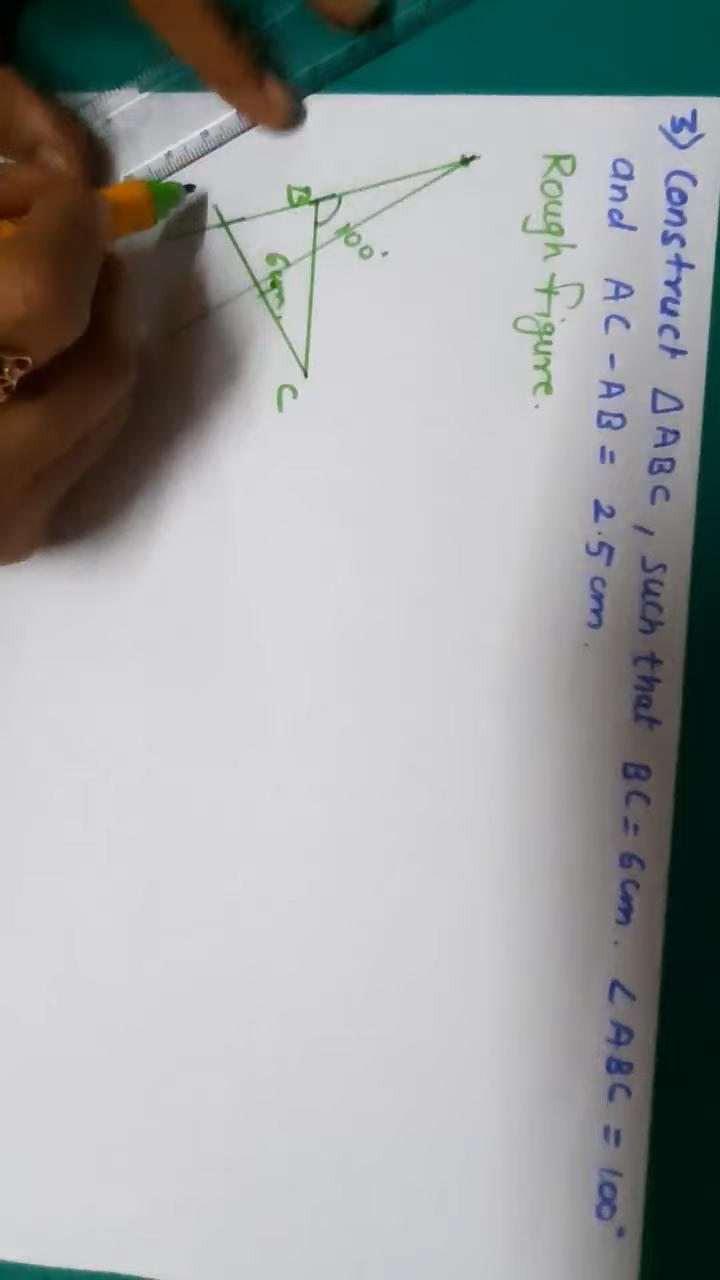 3) Construct △ABC, such that BC = 6cm. ∠ABC = 100°
and AC - AB = 2.5 cm.
Rough figure.
B
100°
6cm.
C